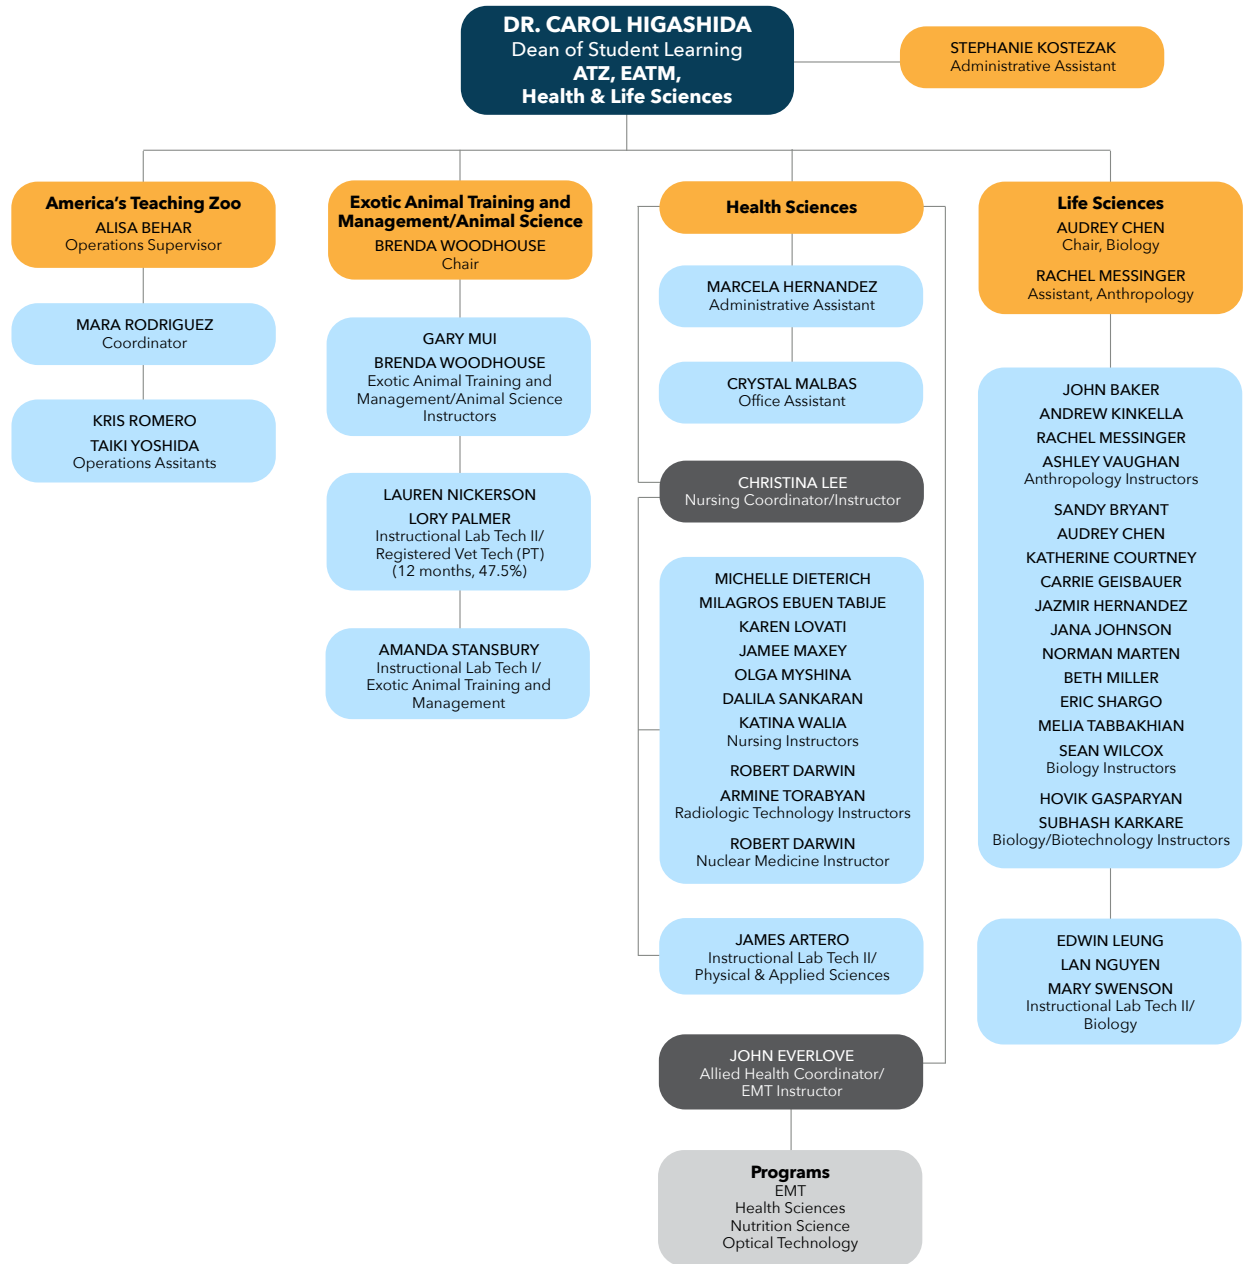 DR. CAROL HIGASHIDA
Dean of Student Learning
ATZ, EATM,
Health & Life Sciences
STEPHANIE KOSTEZAK
Administrative Assistant
America's Teaching Zoo
ALISA BEHAR
Operations Supervisor
MARA RODRIGUEZ
Coordinator
KRIS ROMERO
TAIKI YOSHIDA
Operations Assitants
Exotic Animal Training and
Management/Animal Science
BRENDA WOODHOUSE
Chair
GARY MUI
BRENDA WOODHOUSE
Exotic Animal Training and
Management/Animal Science
Instructors
LAUREN NICKERSON
LORY PALMER
Instructional Lab Tech II/
Registered Vet Tech (PT)
(12 months, 47.5%)
AMANDA STANSBURY
Instructional Lab Tech I/
Exotic Animal Training and
Management
Health Sciences
MARCELA HERNANDEZ
Administrative Assistant
CRYSTAL MALBAS
Office Assistant
CHRISTINA LEE
Nursing Coordinator/Instructor
MICHELLE DIETERICH
MILAGROS EBUEN TABIJE
KAREN LOVATI
JAMEE MAXEY
OLGA MYSHINA
DALILA SANKARAN
KATINA WALIA
Nursing Instructors
ROBERT DARWIN
ARMINE TORABYAN
Radiologic Technology Instructors
ROBERT DARWIN
Nuclear Medicine Instructor
JAMES ARTERO
Instructional Lab Tech II/
Physical & Applied Sciences
JOHN EVERLOVE
Allied Health Coordinator/
EMT Instructor
Programs
EMT
Health Sciences
Nutrition Science
Optical Technology
Life Sciences
AUDREY CHEN
Chair, Biology
RACHEL MESSINGER
Assistant, Anthropology
JOHN BAKER
ANDREW KINKELLA
RACHEL MESSINGER
ASHLEY VAUGHAN
Anthropology Instructors
SANDY BRYANT
AUDREY CHEN
KATHERINE COURTNEY
CARRIE GEISBAUER
JAZMIR HERNANDEZ
JANA JOHNSON
NORMAN MARTEN
BETH MILLER
ERIC SHARGO
MELIA TABBAKHIAN
SEAN WILCOX
Biology Instructors
HOVIK GASPARYAN
SUBHASH KARKARE
Biology/Biotechnology Instructors
EDWIN LEUNG
LAN NGUYEN
MARY SWENSON
Instructional Lab Tech II/
Biology